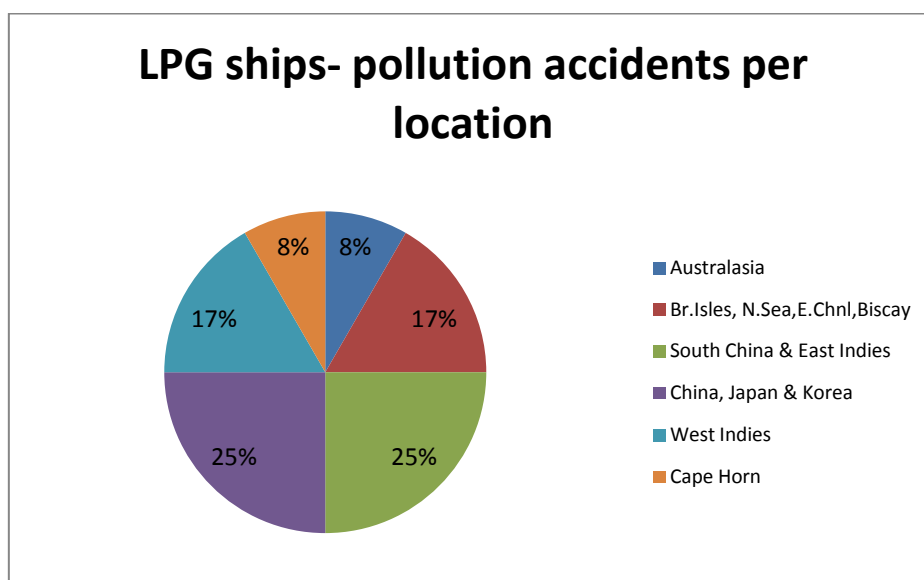 LPG ships- pollution accidents per
location
8%
8%
17%
17%
25%
25%
Australasia
Br.Isles, N.Sea,E.Chnl,Biscay
South China & East Indies
China, Japan & Korea
West Indies
Cape Horn